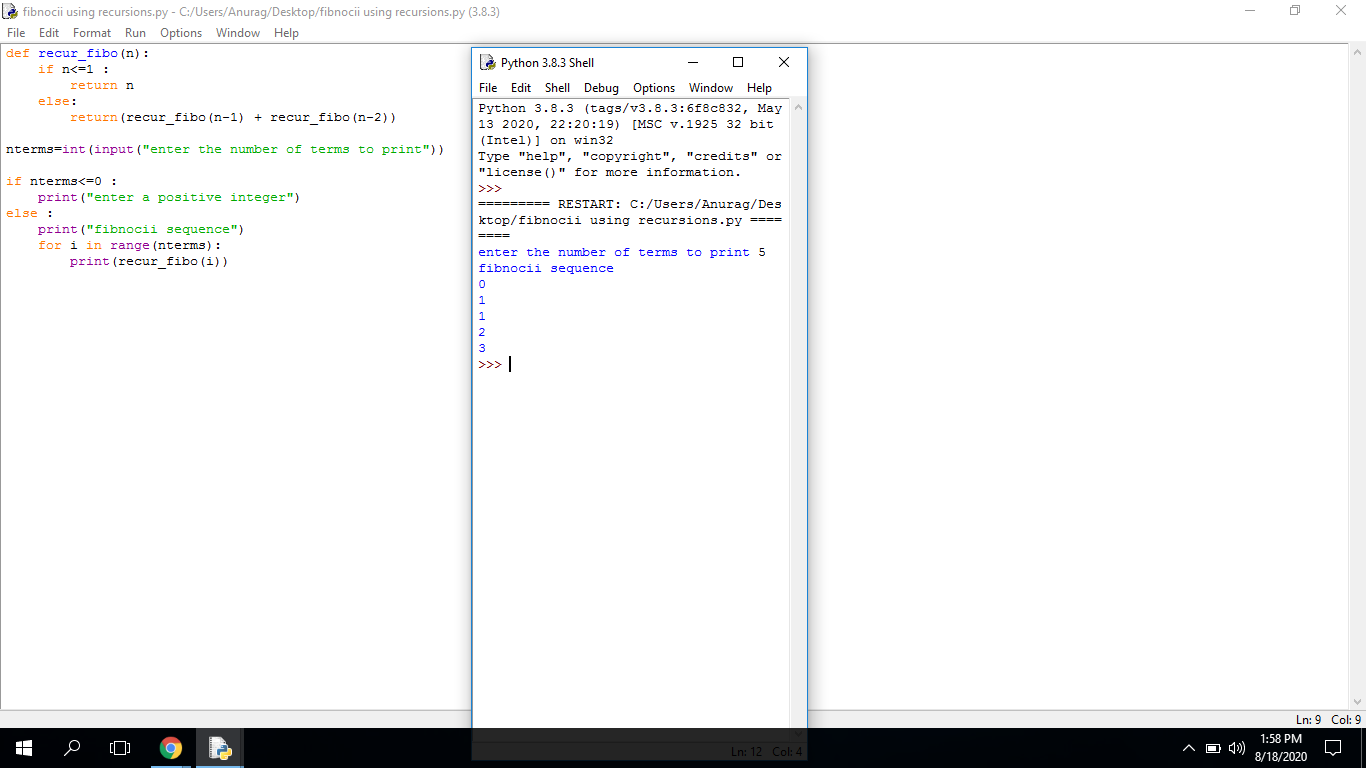 fibnocii using recursions.py - C:/Users/Anurag/Desktop/fibnocii using recursions.py (3.8.3)
File Edit Format Run Options Window Help
def recur_fibo(n):
    if n<=1 :
        return n
    else:
        return(recur_fibo(n-1) + recur_fibo(n-2))
nterms=int(input("enter the number of terms to print"))
if nterms<=0 :
    print("enter a positive integer")
else :
    print("fibnocii sequence")
    for i in range(nterms):
        print(recur_fibo(i))
Python 3.8.3 Shell
File Edit Shell Debug Options Window Help
Python 3.8.3 (tags/v3.8.3:6f8c832, May
13 2020, 22:20:19) [MSC v.1925 32 bit
(Intel)] on win32
Type "help", "copyright", "credits" or
"license()" for more information.
>>>
========= RESTART: C:/Users/Anurag/Des
ktop/fibnocii using recursions.py ====
====
enter the number of terms to print 5
fibnocii sequence
0
1
1
2
3
>>>
Ln: 9 Col: 9
Ln: 12 Col: 4
1:58 PM
8/18/2020